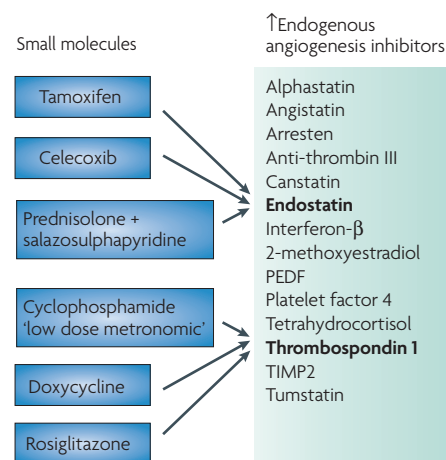 Small molecules
↑Endogenous
angiogenesis inhibitors
Tamoxifen
Celecoxib
Prednisolone +
salazosulphapyridine
Cyclophosphamide
‘low dose metronomic’
Doxycycline
Rosiglitazone
Alphastatin
Angistatin
Arresten
Anti-thrombin III
Canstatin
Endostatin
Interferon-β
2-methoxyestradiol
PEDF
Platelet factor 4
Tetrahydrocortisol
Thrombospondin 1
TIMP2
Tumstatin